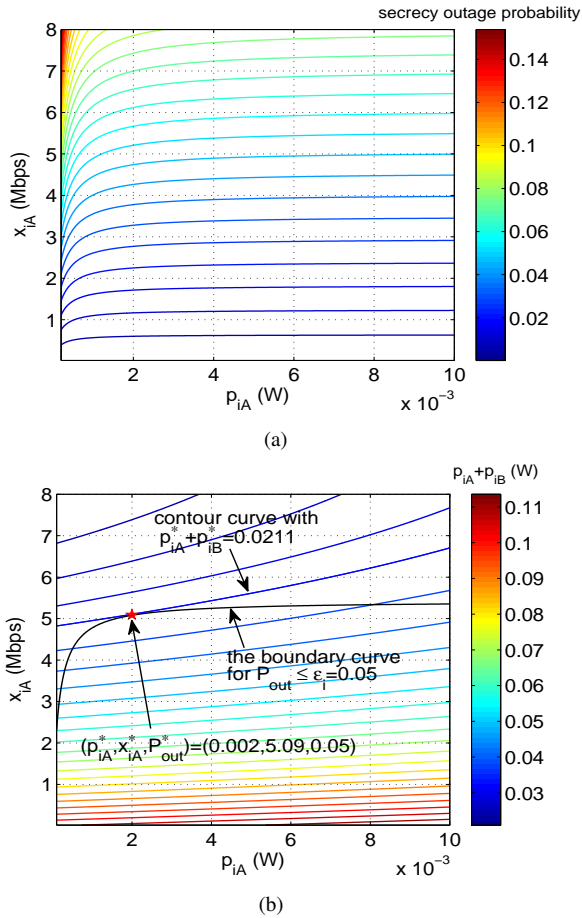 secrecy outage probability
8
7
6
5
4
3
2
1
x_iA (Mbps)
2 4 6 8 10
p_iA (W)
x 10^-3
0.14
0.12
0.10
0.08
0.06
0.04
0.02
(a)
p_iA+p_iB (W)
8
7
6
5
4
3
2
1
x_iA (Mbps)
contour curve with
p*_iA+p*_iB=0.0211
the boundary curve
for P_out ≤ ε_i=0.05
(p*_iA,x*_iA,P*_out)=(0.002,5.09,0.05)
2 4 6 8 10
p_iA (W)
x 10^-3
0.11
0.10
0.09
0.08
0.07
0.06
0.05
0.04
0.03
(b)